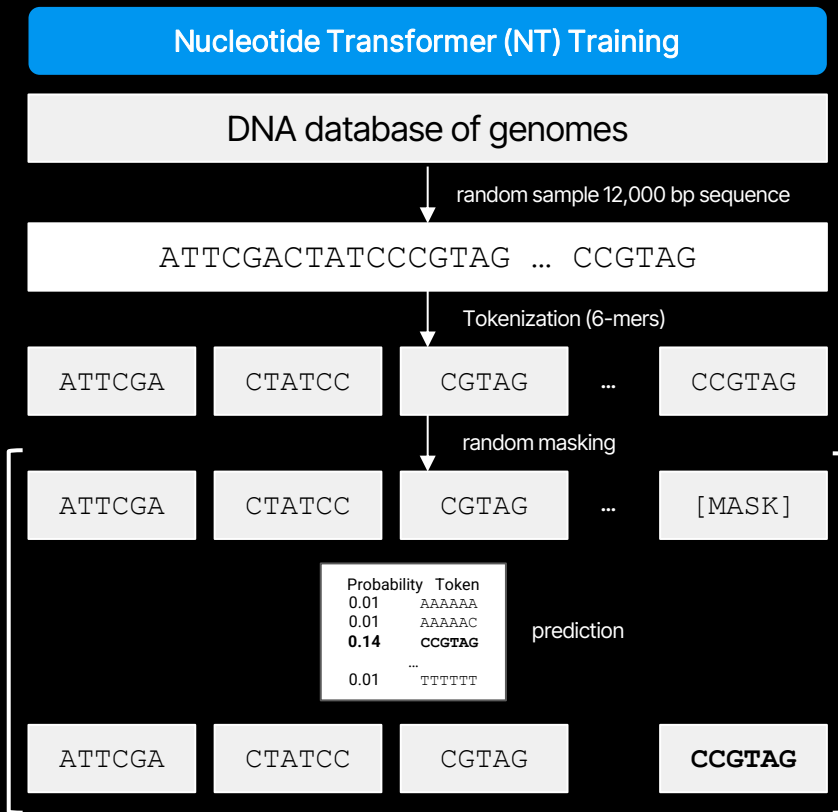 Nucleotide Transformer (NT) Training
DNA database of genomes
random sample 12,000 bp sequence
ATTCGACTATCCCGTAG … CCGTAG
Tokenization (6-mers)
ATTCGA CTATCC CGTAG … CCGTAG
random masking
ATTCGA CTATCC CGTAG … [MASK]
Probability Token
0.01 AAAAAA
0.01 AAAAAC
0.14 CCGTAG
…
0.01 TTTTTT
prediction
ATTCGA CTATCC CGTAG CCGTAG